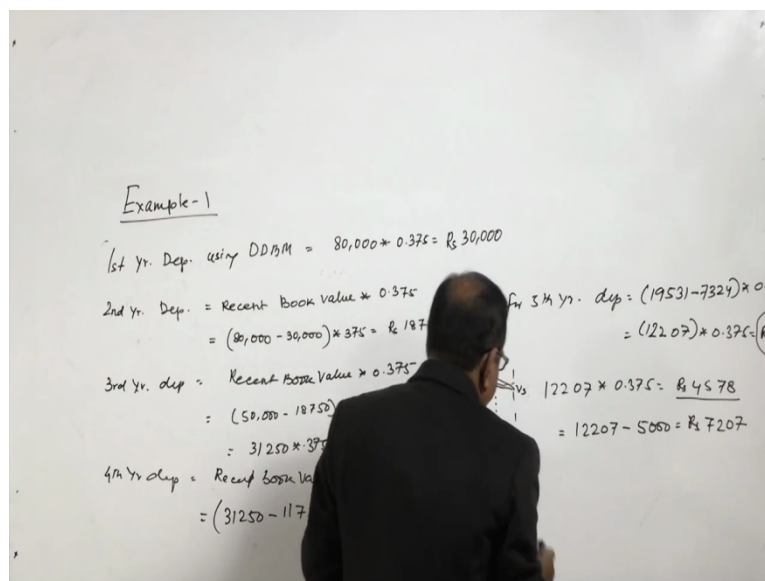 Example-1
1st Yr. Dep. using DDBM = 80,000 * 0.375 = Rs 30,000
2nd Yr. Dep. = Recent Book Value * 0.375
= (80,000 - 30,000) * 375 = Rs 187
3rd Yr. dep = Recent Book Value * 0.375
= (50,000 - 18750)
= 31250 * .375
4th Yr dep = Recent book Va
= (31250 - 117
for 5th yr. dep = (19531-7324) * 0.
= (12207) * 0.375 =
Vs 12207 * 0.375 = Rs 4578
= 12207 - 5000 = Rs 7207